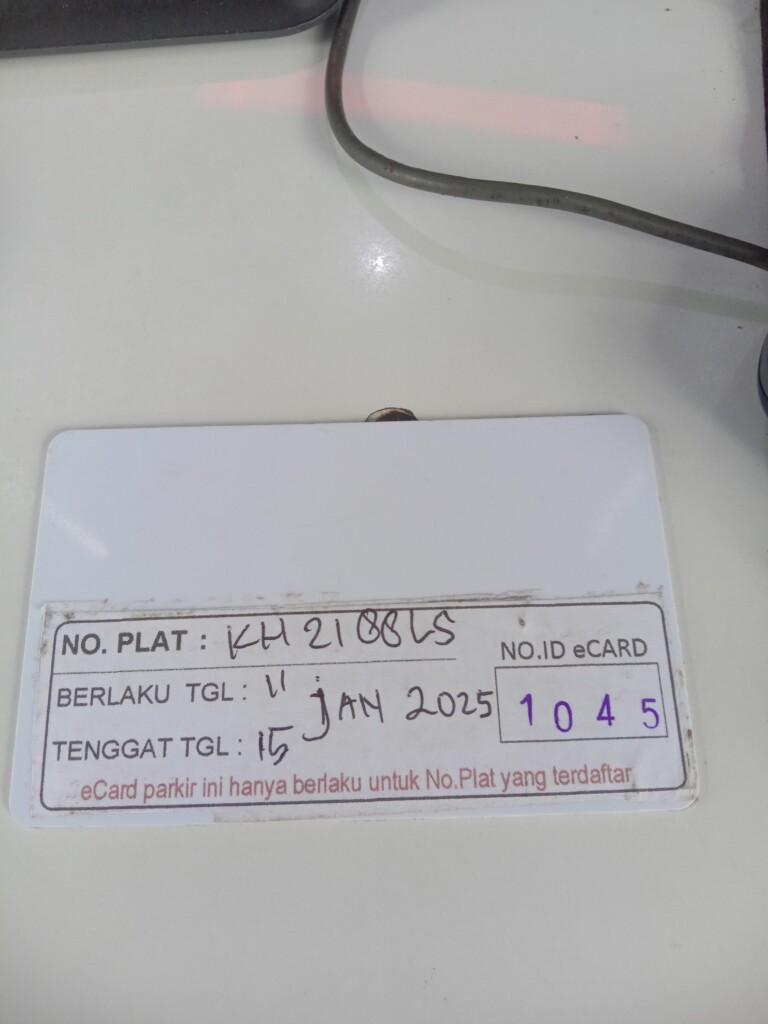 NO. PLAT : KH 2188 LS
NO.ID eCARD
BERLAKU TGL : 11
JAN 2025
1045
TENGGAT TGL : 15
eCard parkir ini hanya berlaku untuk No.Plat yang terdaftar